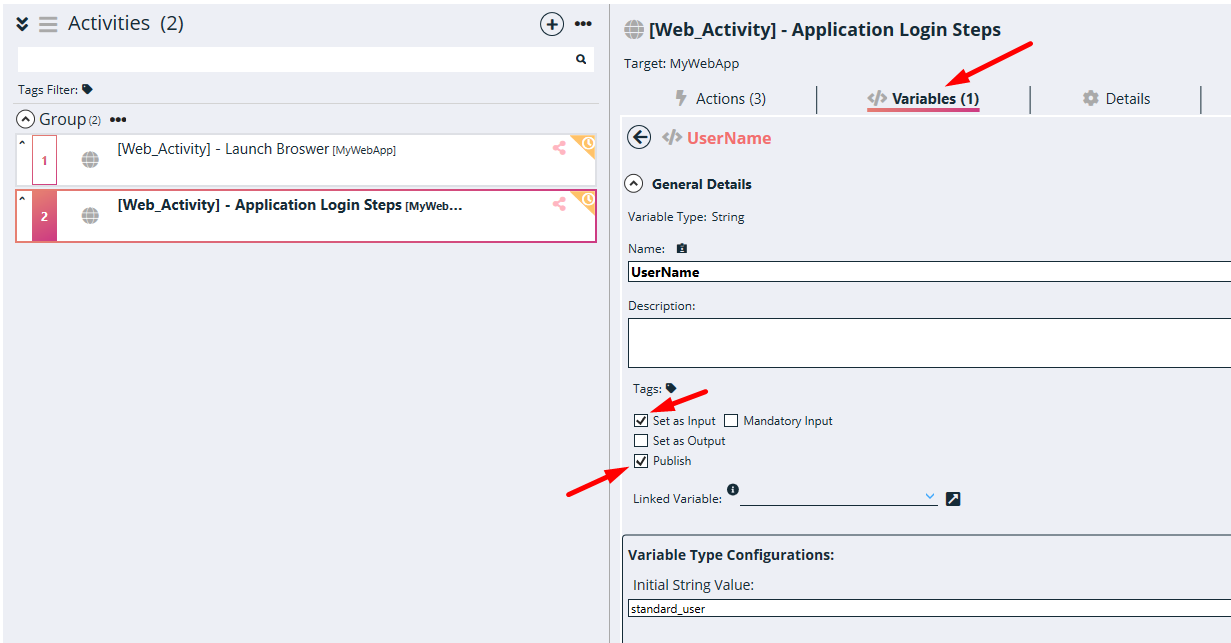 Activities (2)
Tags Filter:
Group (2) •••
1
[Web_Activity] - Launch Broswer [MyWebApp]
2
[Web_Activity] - Application Login Steps [MyWeb...
[Web_Activity] - Application Login Steps
Target: MyWebApp
Actions (3)
</> Variables (1)
Details
</> UserName
General Details
Variable Type: String
Name:
UserName
Description:
Tags:
Set as Input
Mandatory Input
Set as Output
Publish
Linked Variable:
Variable Type Configurations:
Initial String Value:
standard_user